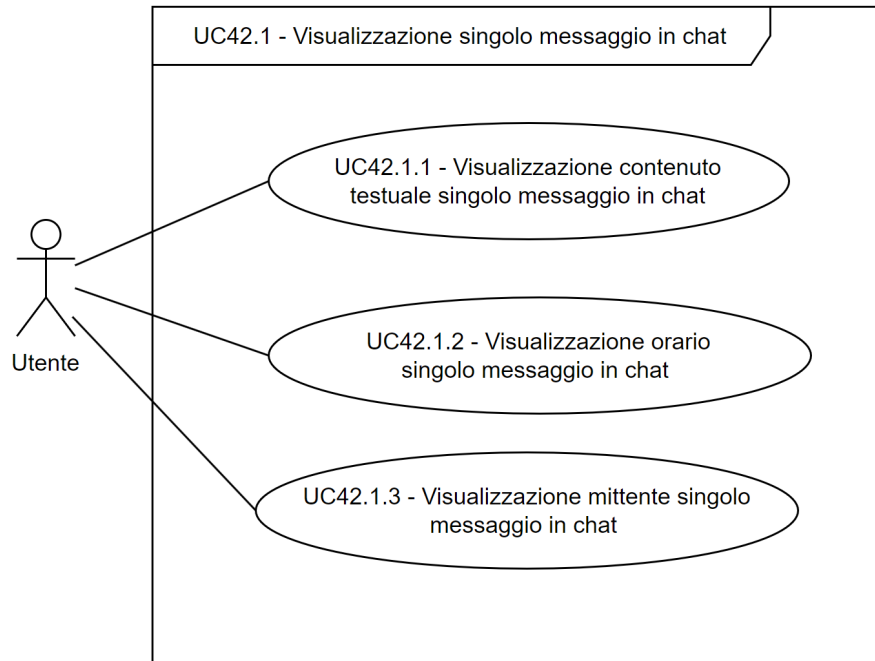 UC42.1 - Visualizzazione singolo messaggio in chat
UC42.1.1 - Visualizzazione contenuto
testuale singolo messaggio in chat
UC42.1.2 - Visualizzazione orario
singolo messaggio in chat
Utente
UC42.1.3 - Visualizzazione mittente singolo
messaggio in chat